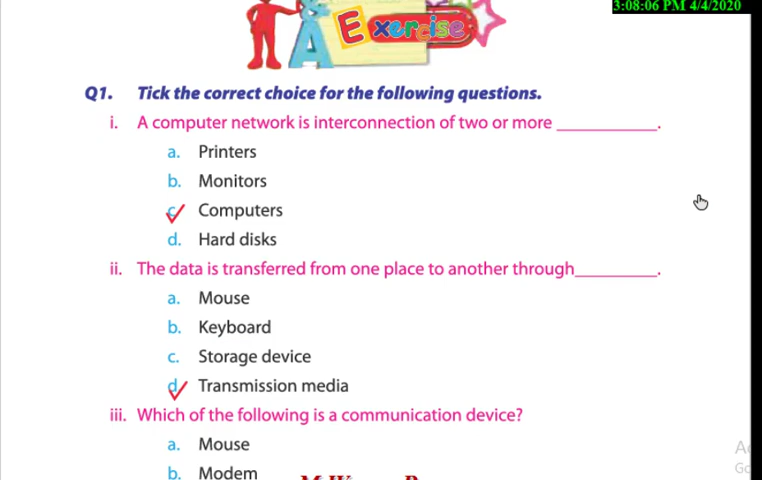 3:08:06 PM 4/4/2020
& A Exercise
Q1. Tick the correct choice for the following questions.
i. A computer network is interconnection of two or more ____________.
a. Printers
b. Monitors
c. Computers
d. Hard disks
ii. The data is transferred from one place to another through__________.
a. Mouse
b. Keyboard
c. Storage device
d. Transmission media
iii. Which of the following is a communication device?
a. Mouse
b. Modem